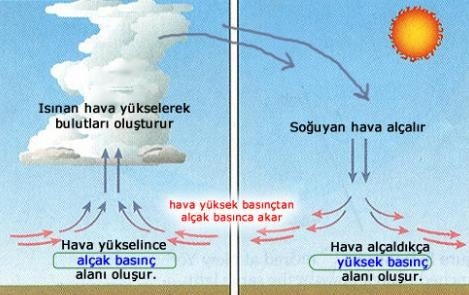 Isınan hava yükselerek
bulutları oluşturur
Soğuyan hava alçalır
hava yüksek basınçtan
alçak basınca akar
Hava yükselince
alçak basınç
alanı oluşur.
Hava alçaldıkça
yüksek basınç
alanı oluşur.